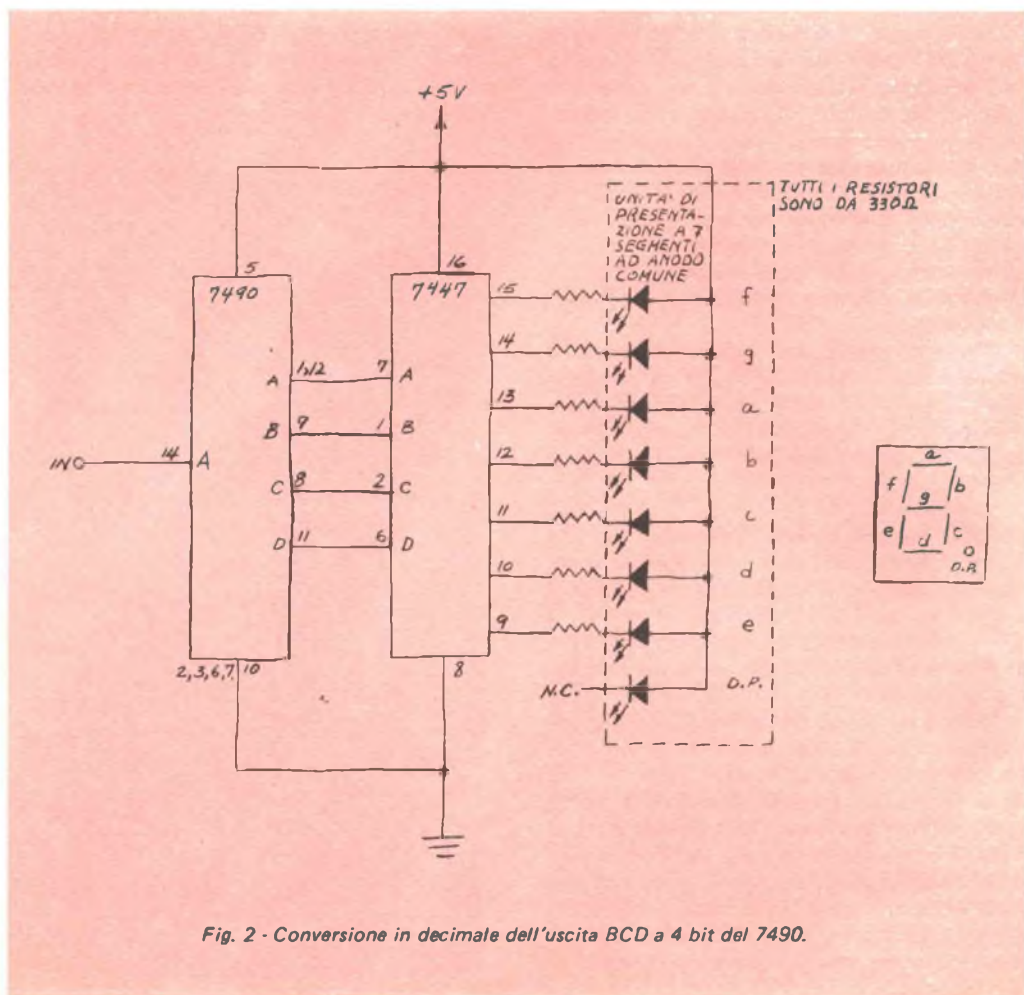 +5V
TUTTI I RESISTORI
SONO DA 330Ω
UNITA' DI
PRESENTA-
ZIONE A 7
SEGMENTI
AD ANODO
COMUNE
5
7490
16
7447
15
f
14
g
A
1,12
7
A
13
a
B
9
1
B
12
b
INO
14
A
C
8
2
C
11
c
D
11
6
D
10
d
9
e
2,3,6,7,10
8
N.C.
D.P.
a
f
g
b
e
d
c
D.P.
Fig. 2 - Conversione in decimale dell'uscita BCD a 4 bit del 7490.